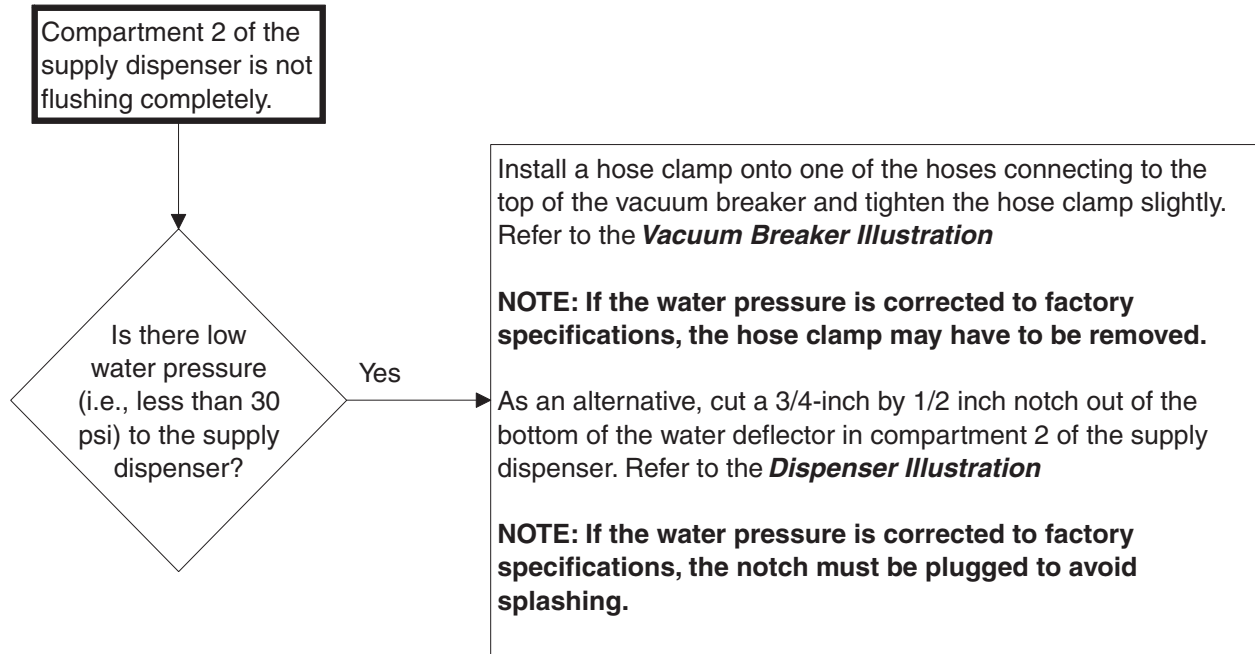 Compartment 2 of the
supply dispenser is not
flushing completely.
Is there low
water pressure
(i.e., less than 30
psi) to the supply
dispenser?
Yes
Install a hose clamp onto one of the hoses connecting to the
top of the vacuum breaker and tighten the hose clamp slightly.
Refer to the Vacuum Breaker Illustration
NOTE: If the water pressure is corrected to factory
specifications, the hose clamp may have to be removed.
As an alternative, cut a 3/4-inch by 1/2 inch notch out of the
bottom of the water deflector in compartment 2 of the supply
dispenser. Refer to the Dispenser Illustration
NOTE: If the water pressure is corrected to factory
specifications, the notch must be plugged to avoid
splashing.